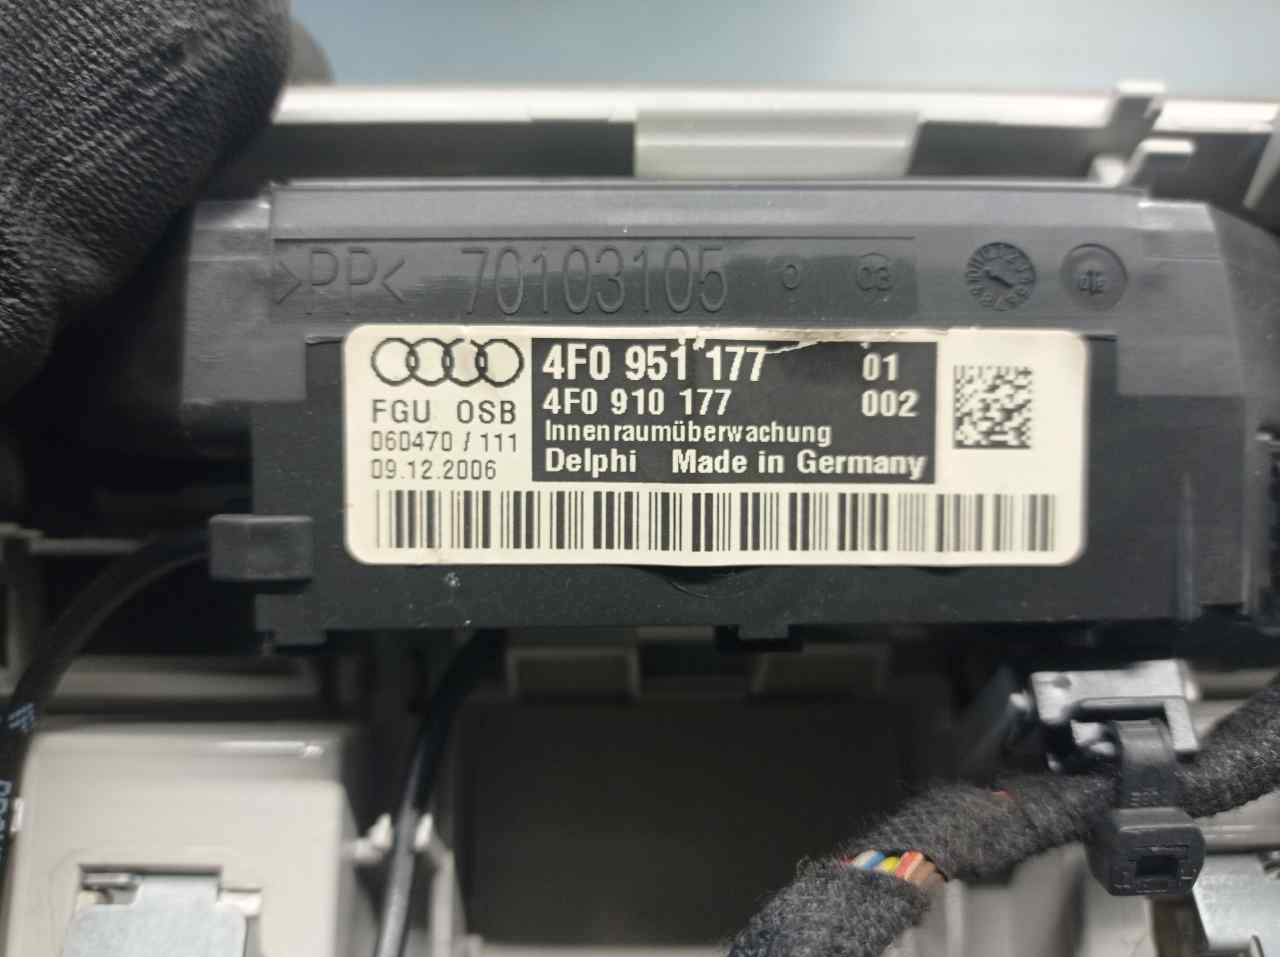 >PP< 70103105 03
4F0 951 177 01
4F0 910 177 002
Innenraumüberwachung
Delphi Made in Germany
FGU OSB
060470 / 111
09.12.2006